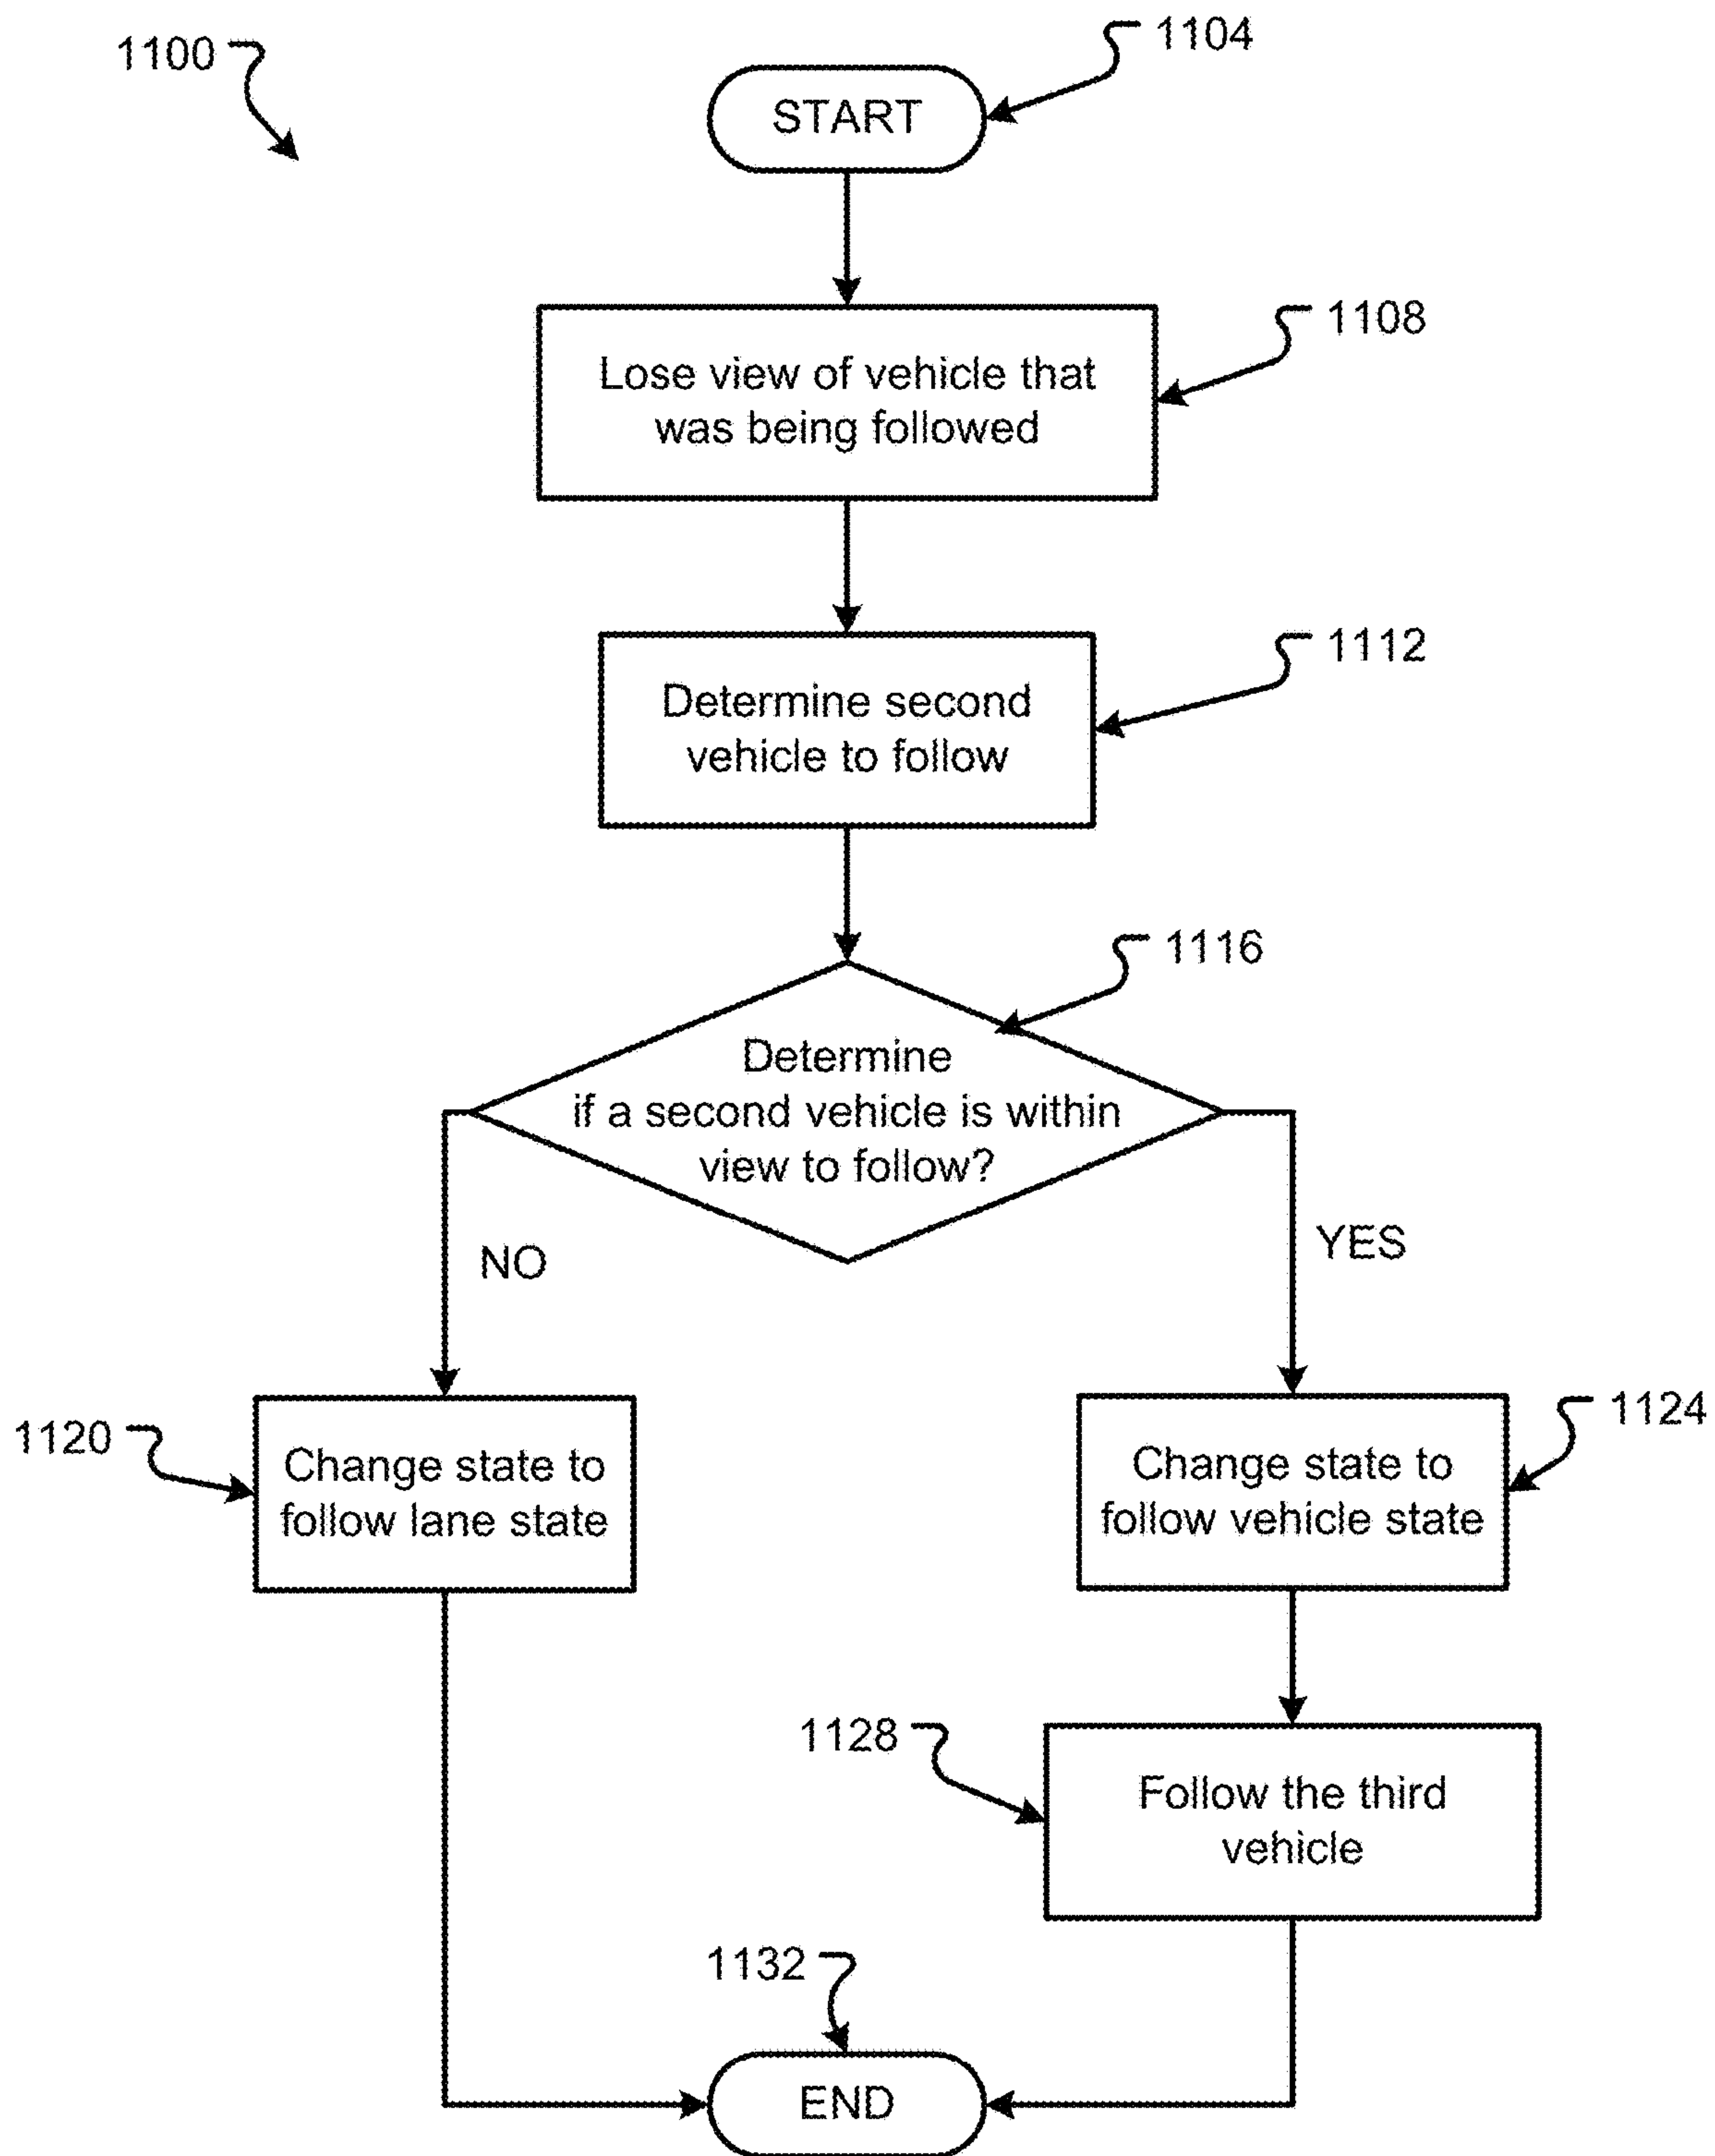 1100
1104
START
1108
Lose view of vehicle that
was being followed
1112
Determine second
vehicle to follow
1116
Determine
if a second vehicle is within
view to follow?
NO
YES
1120
Change state to
follow lane state
1124
Change state to
follow vehicle state
1128
Follow the third
vehicle
1132
END